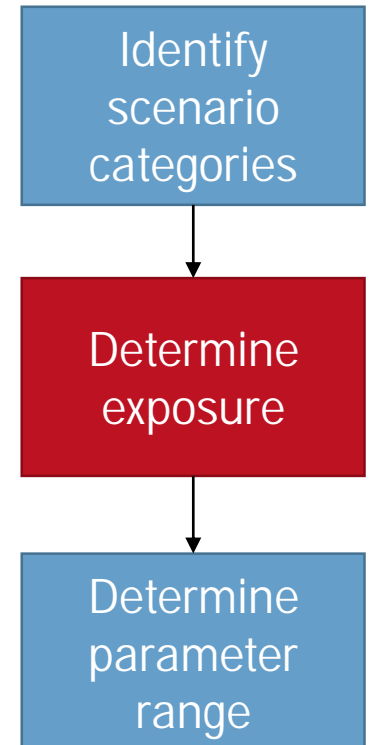 Identify
scenario
categories
Determine
exposure
Determine
parameter
range